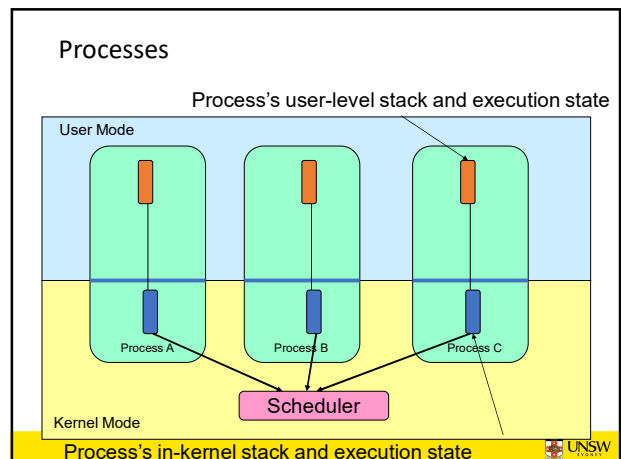 Processes
Process’s user-level stack and execution state
User Mode
Process A
Process B
Process C
Scheduler
Kernel Mode
Process’s in-kernel stack and execution state
UNSW
SYDNEY